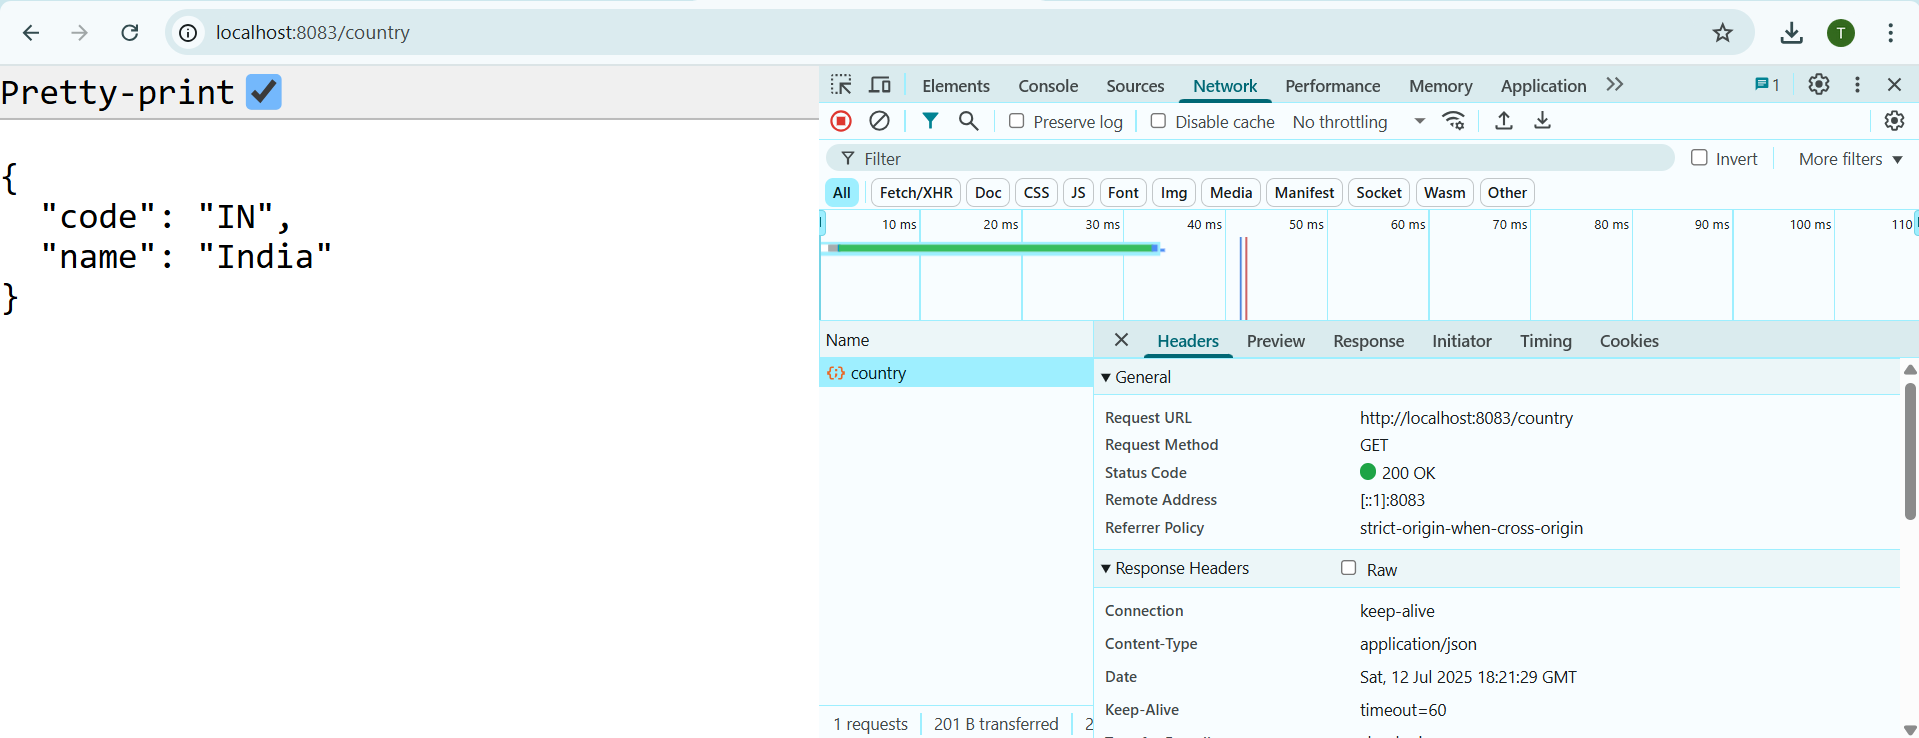 localhost:8083/country
T
Pretty-print
{
"code": "IN",
"name": "India"
}
Elements Console Sources Network Performance Memory Application 1
Preserve log Disable cache No throttling
Filter Invert More filters
All Fetch/XHR Doc CSS JS Font Img Media Manifest Socket Wasm Other
10 ms 20 ms 30 ms 40 ms 50 ms 60 ms 70 ms 80 ms 90 ms 100 ms 110
Name
country
1 requests 201 B transferred 2
Headers Preview Response Initiator Timing Cookies
General
Request URL http://localhost:8083/country
Request Method GET
Status Code 200 OK
Remote Address [::1]:8083
Referrer Policy strict-origin-when-cross-origin
Response Headers Raw
Connection keep-alive
Content-Type application/json
Date Sat, 12 Jul 2025 18:21:29 GMT
Keep-Alive timeout=60